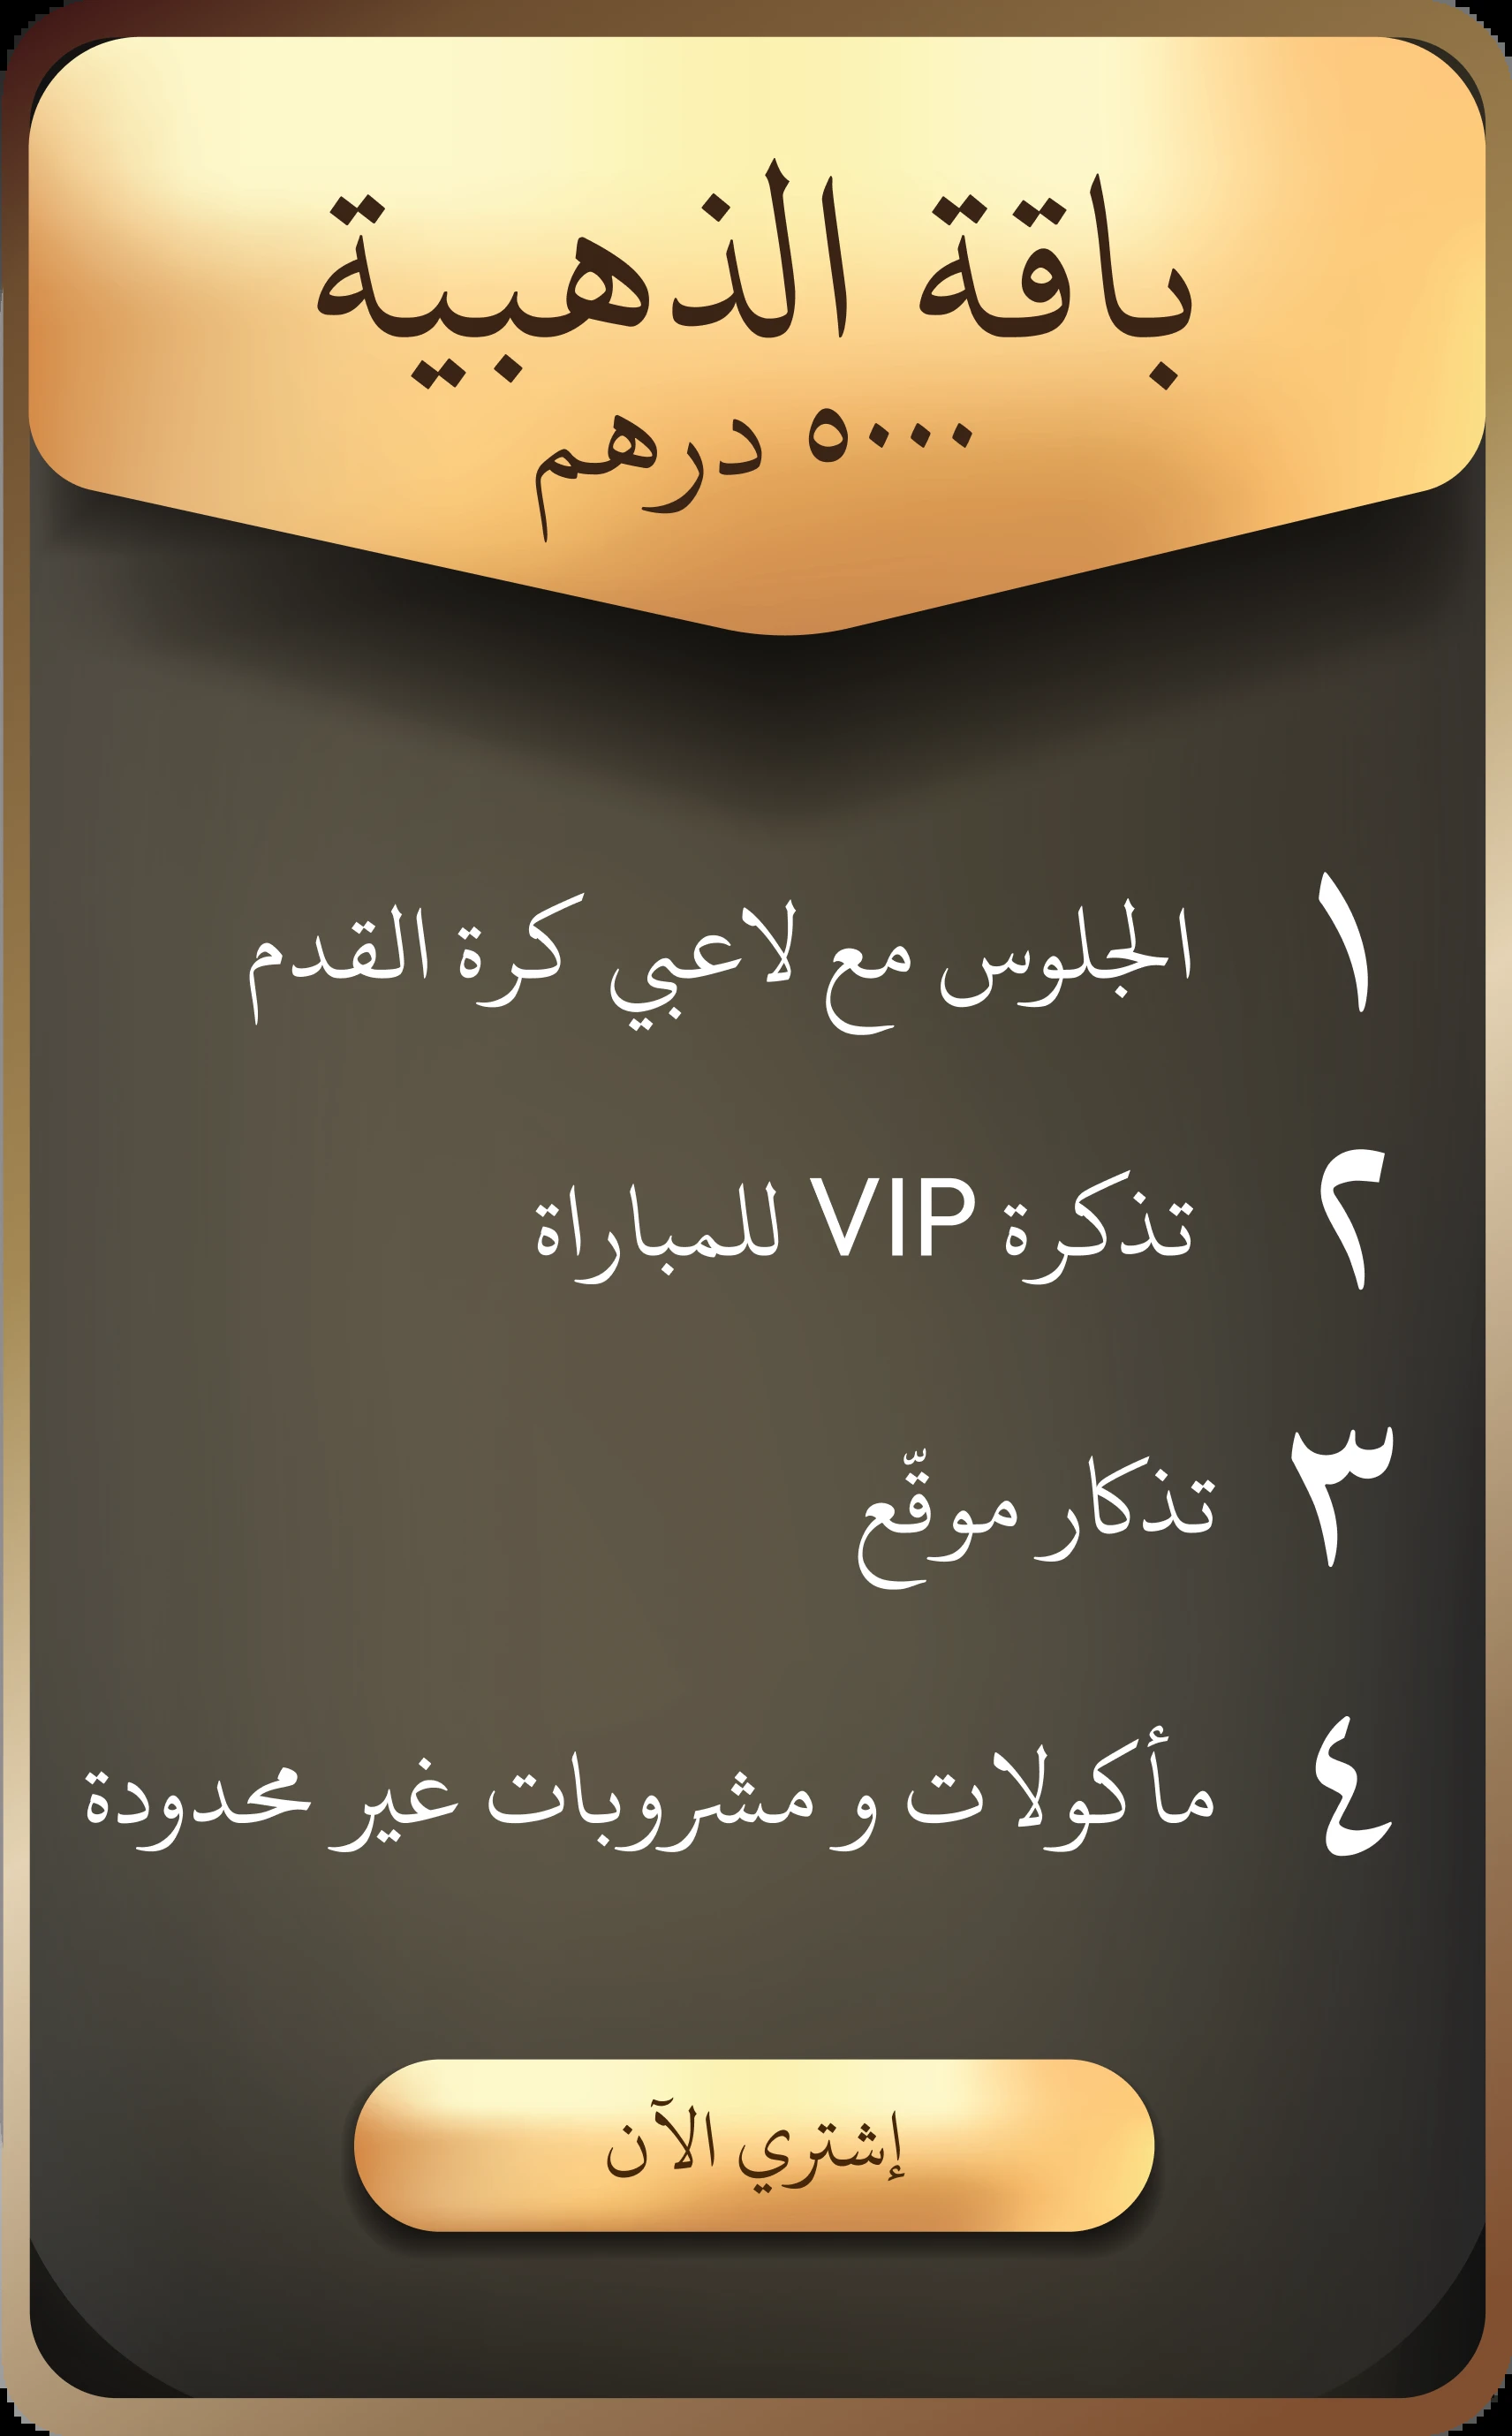 باقة الذهبية
٥٠٠٠ درهم
١ الجلوس مع لاعبي كرة القدم
٢ تذكرة VIP للمباراة
٣ تذكار موقّع
٤ مأكولات و مشروبات غير محدودة
إشتري الآن